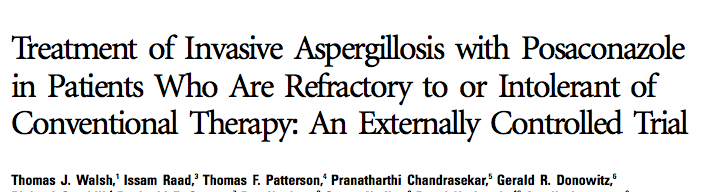 Treatment of Invasive Aspergillosis with Posaconazole
in Patients Who Are Refractory to or Intolerant of
Conventional Therapy: An Externally Controlled Trial
Thomas J. Walsh,¹ Issam Raad,³ Thomas F. Patterson,⁴ Pranatharthi Chandrasekar,⁵ Gerald R. Donowitz,⁶